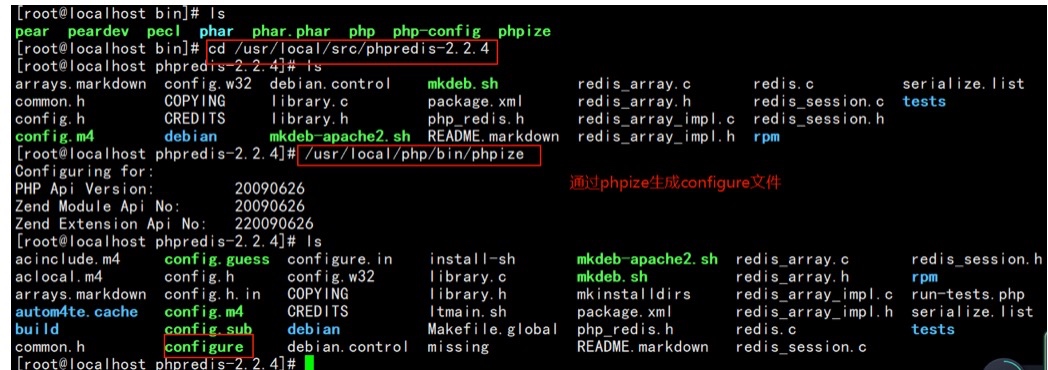 [root@localhost bin]# ls
pear peardev pecl phar phar.phar php php-config phpize
[root@localhost bin]# cd /usr/local/src/phpredis-2.2.4
[root@localhost phpredis-2.2.4]# ls
arrays.markdown config.w32 debian.control mkdeb.sh redis_array.c redis.c serialize.list
common.h COPYING library.c package.xml redis_array.h redis_session.c tests
config.h CREDITS library.h php_redis.h redis_array_impl.c redis_session.h
config.m4 debian mkdeb-apache2.sh README.markdown redis_array_impl.h rpm
[root@localhost phpredis-2.2.4]# /usr/local/php/bin/phpize
Configuring for:
PHP Api Version: 20090626
通过phpize生成configure文件
Zend Module Api No: 20090626
Zend Extension Api No: 220090626
[root@localhost phpredis-2.2.4]# ls
acinclude.m4 config.guess configure.in install-sh mkdeb-apache2.sh redis_array.c redis_session.h
aclocal.m4 config.h config.w32 library.c mkdeb.sh redis_array.h rpm
arrays.markdown config.h.in COPYING library.h mkinstalldirs redis_array_impl.c run-tests.php
autom4te.cache config.m4 CREDITS ltmain.sh package.xml redis_array_impl.h serialize.list
build config.sub debian Makefile.global php_redis.h redis.c tests
common.h configure debian.control missing README.markdown redis_session.c
[root@localhost phpredis-2.2.4]#